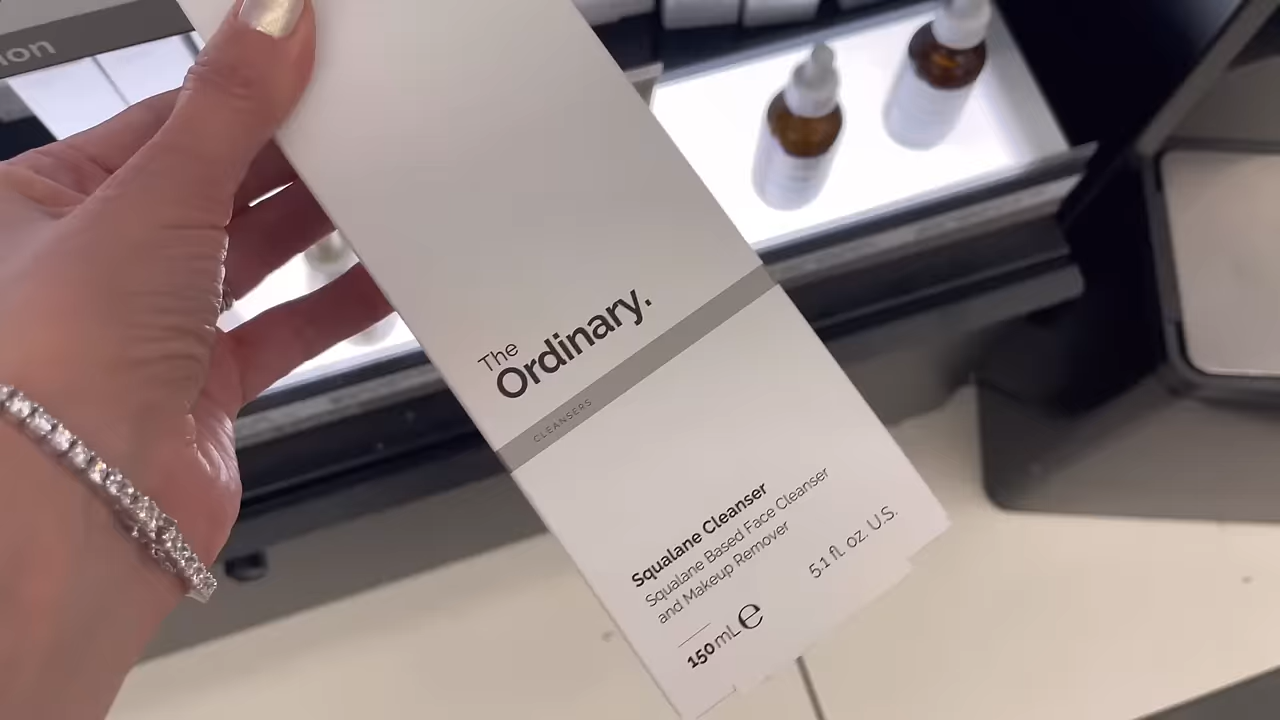 The
Ordinary.
CLEANSERS
Squalane Cleanser
Squalane Based Face Cleanser
and Makeup Remover
150 mL e
5.1 fl. oz. U.S.